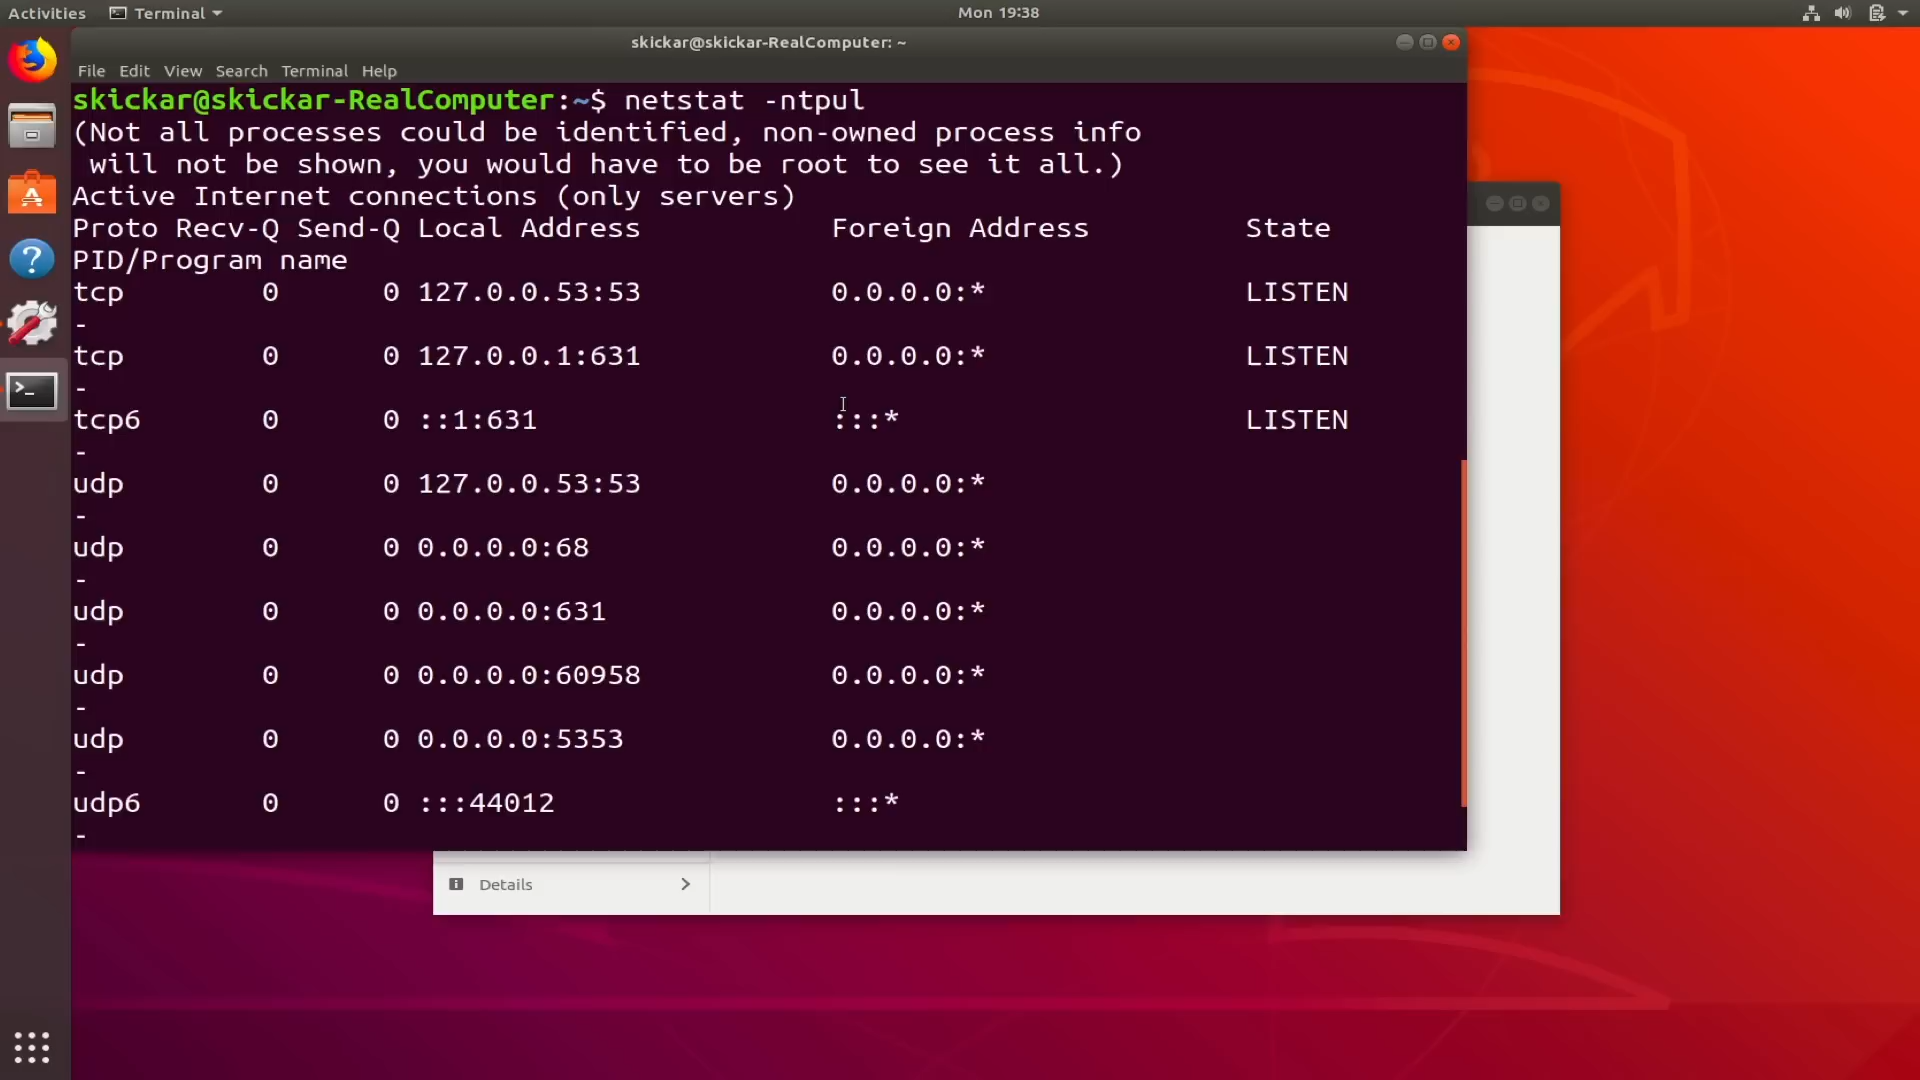 Activities Terminal Mon 19:38
skickar@skickar-RealComputer: ~
File Edit View Search Terminal Help
skickar@skickar-RealComputer:~$ netstat -ntpul
(Not all processes could be identified, non-owned process info
 will not be shown, you would have to be root to see it all.)
Active Internet connections (only servers)
Proto Recv-Q Send-Q Local Address           Foreign Address         State
PID/Program name
tcp        0      0 127.0.0.53:53           0.0.0.0:*               LISTEN
-
tcp        0      0 127.0.0.1:631           0.0.0.0:*               LISTEN
-
tcp6       0      0 ::1:631                 :::*                    LISTEN
-
udp        0      0 127.0.0.53:53           0.0.0.0:*
-
udp        0      0 0.0.0.0:68              0.0.0.0:*
-
udp        0      0 0.0.0.0:631             0.0.0.0:*
-
udp        0      0 0.0.0.0:60958           0.0.0.0:*
-
udp        0      0 0.0.0.0:5353            0.0.0.0:*
-
udp6       0      0 :::44012                :::*
-
Details